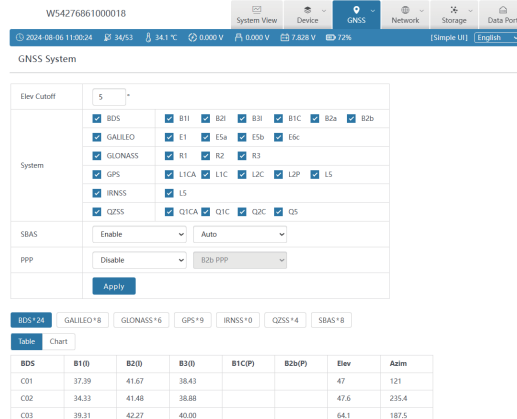 W54276861000018
System View
Device
GNSS
Network
Storage
Data Port
2024-08-06 11:00:24 34/53 34.1 ℃ 0.000 V 0.000 V 7.828 V 72% [Simple UI] English
GNSS System
Elev Cutoff 5 °
System
BDS B1I B2I B3I B1C B2a B2b
GALILEO E1 E5a E5b E6c
GLONASS R1 R2 R3
GPS L1CA L1C L2C L2P L5
IRNSS L5
QZSS Q1CA Q1C Q2C Q5
SBAS Enable Auto
PPP Disable B2b PPP
Apply
BDS*24 GALILEO*8 GLONASS*6 GPS*9 IRNSS*0 QZSS*4 SBAS*8
Table Chart
BDS B1(I) B2(I) B3(I) B1C(P) B2b(P) Elev Azim
C01 37.39 41.67 38.43 47 121
C02 34.33 41.48 38.88 47.6 235.4
C03 39.31 42.27 40.00 64.1 187.5